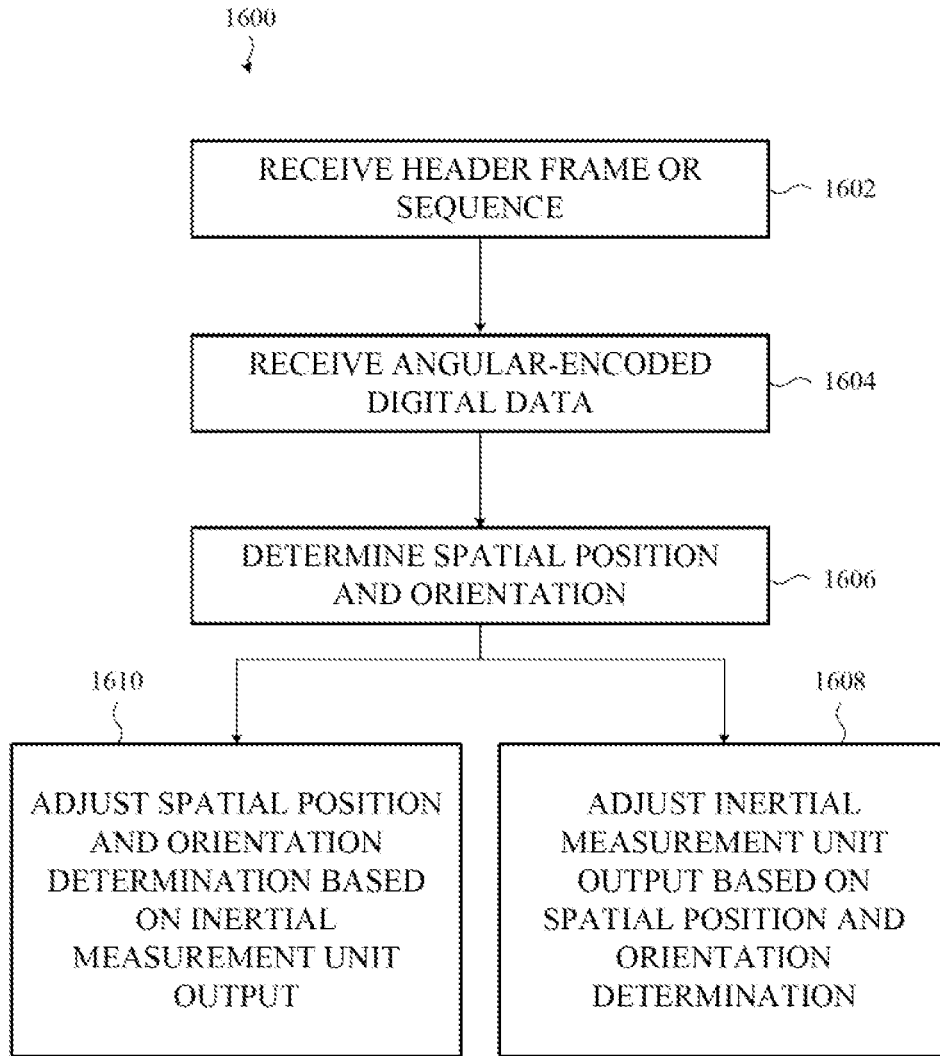 1600
RECEIVE HEADER FRAME OR
SEQUENCE
1602
RECEIVE ANGULAR-ENCODED
DIGITAL DATA
1604
DETERMINE SPATIAL POSITION
AND ORIENTATION
1606
1610
ADJUST SPATIAL POSITION
AND ORIENTATION
DETERMINATION BASED
ON INERTIAL
MEASUREMENT UNIT
OUTPUT
1608
ADJUST INERTIAL
MEASUREMENT UNIT
OUTPUT BASED ON
SPATIAL POSITION AND
ORIENTATION
DETERMINATION